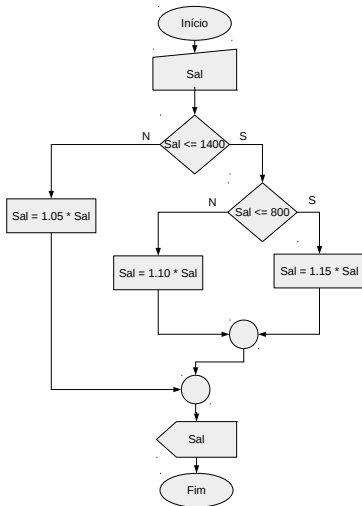 Início
Sal
N
Sal <= 1400
S
N
Sal <= 800
S
Sal = 1.05 * Sal
Sal = 1.10 * Sal
Sal = 1.15 * Sal
Sal
Fim